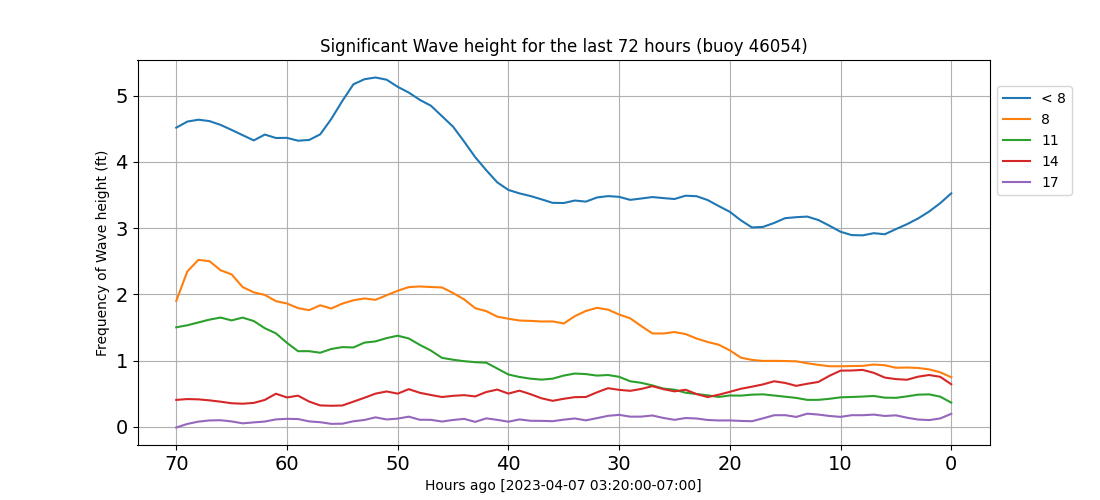 Significant Wave height for the last 72 hours (buoy 46054)
Frequency of Wave height (ft)
5
4
3
2
1
0
70 60 50 40 30 20 10 0
Hours ago [2023-04-07 03:20:00-07:00]
< 8
8
11
14
17